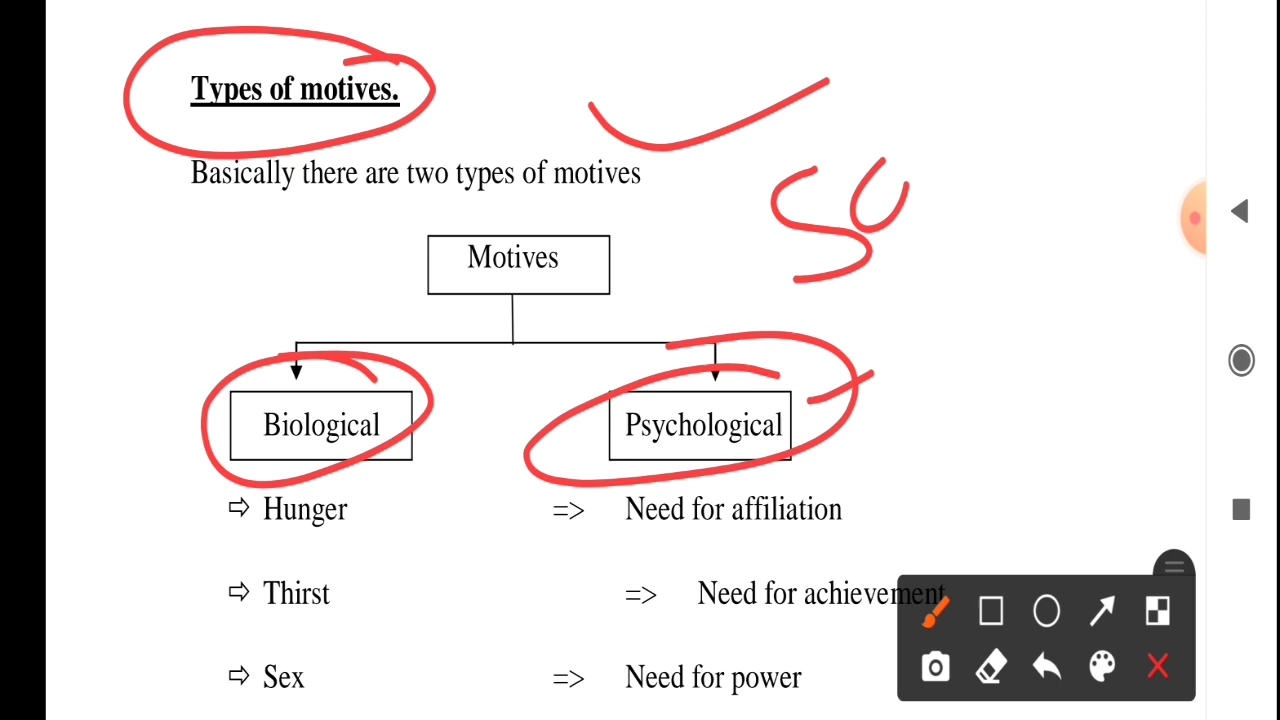 Types of motives.
Basically there are two types of motives
Motives
Biological
Psychological
⇨ Hunger => Need for affiliation
⇨ Thirst => Need for achievement
⇨ Sex => Need for power